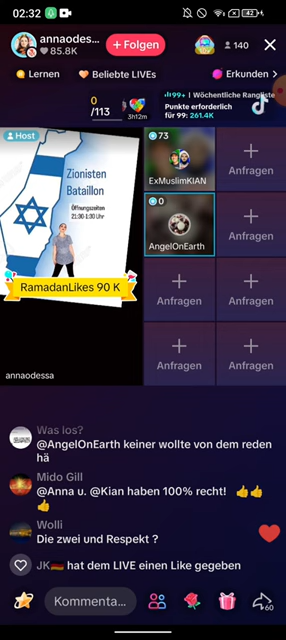 02:32
42
annaodes...
85.8K
+ Folgen
140
Lernen
Beliebte LIVEs
Erkunden
0
/113
3h12m
99+ | Wöchentliche Rangliste
Punkte erforderlich
für 99: 261.4K
Host
Zionisten
Bataillon
Öffnungszeiten
21:30-1:30 Uhr
RamadanLikes 90 K
annaodessa
73
ExMuslimKIAN
0
AngelOnEarth
Anfragen
Anfragen
Anfragen
Anfragen
Anfragen
Anfragen
Was los?
@AngelOnEarth keiner wollte von dem reden
hä
Mido Gill
@Anna u. @Kian haben 100% recht! 👍👍
👍
Wolli
Die zwei und Respekt ?
JK🇩🇪 hat dem LIVE einen Like gegeben
Kommenta...
60